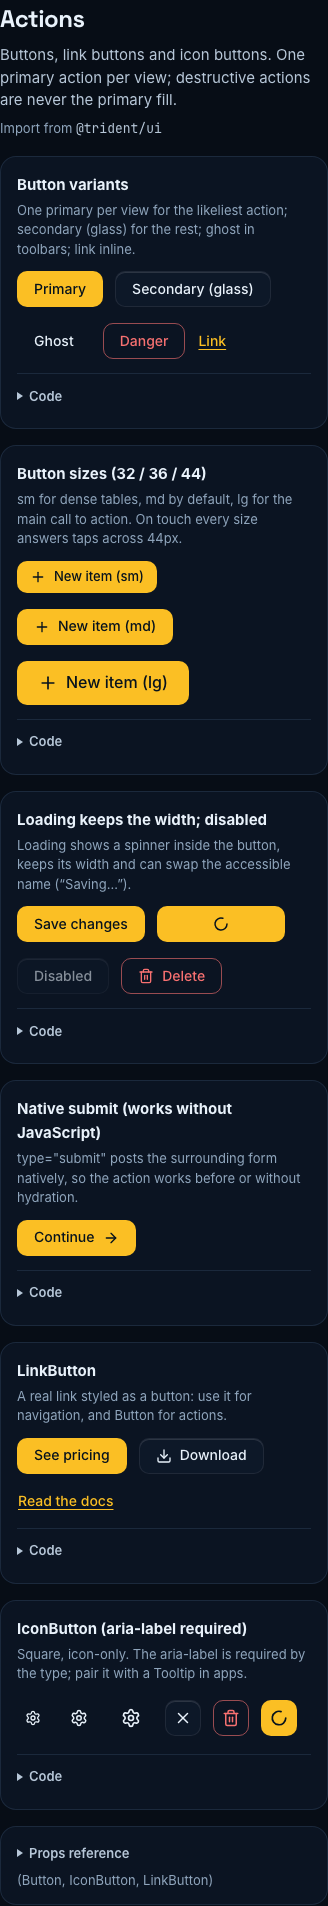 Actions
Buttons, link buttons and icon buttons. One
primary action per view; destructive actions
are never the primary fill.
Import from @trident/ui
Button variants
One primary per view for the likeliest action;
secondary (glass) for the rest; ghost in
toolbars; link inline.
Primary Secondary (glass)
Ghost Danger Link
Code
Button sizes (32 / 36 / 44)
sm for dense tables, md by default, lg for the
main call to action. On touch every size
answers taps across 44px.
New item (sm)
New item (md)
New item (lg)
Code
Loading keeps the width; disabled
Loading shows a spinner inside the button,
keeps its width and can swap the accessible
name (“Saving…”).
Save changes
Disabled Delete
Code
Native submit (works without
JavaScript)
type="submit" posts the surrounding form
natively, so the action works before or without
hydration.
Continue
Code
LinkButton
A real link styled as a button: use it for
navigation, and Button for actions.
See pricing Download
Read the docs
Code
IconButton (aria-label required)
Square, icon-only. The aria-label is required by
the type; pair it with a Tooltip in apps.
Code
Props reference
(Button, IconButton, LinkButton)